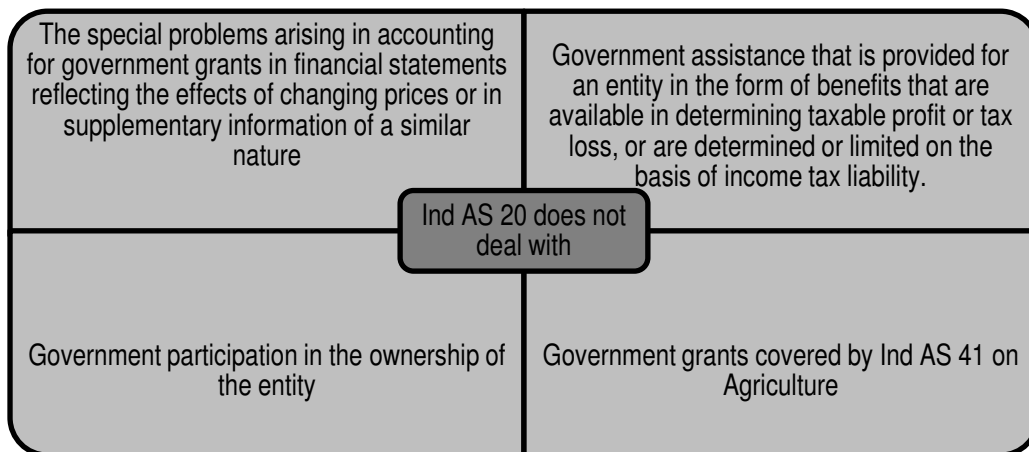 The special problems arising in accounting
for government grants in financial statements
reflecting the effects of changing prices or in
supplementary information of a similar
nature
Government assistance that is provided for
an entity in the form of benefits that are
available in determining taxable profit or tax
loss, or are determined or limited on the
basis of income tax liability.
Ind AS 20 does not
deal with
Government participation in the ownership of
the entity
Government grants covered by Ind AS 41 on
Agriculture